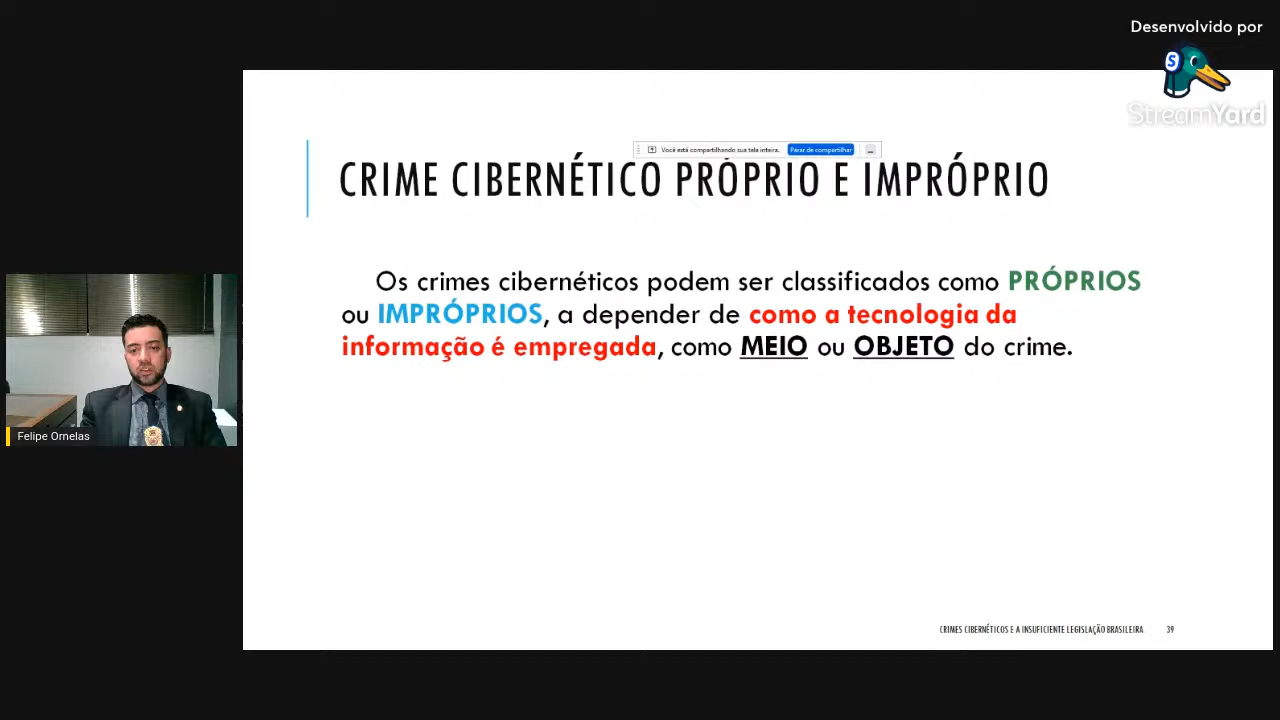 Desenvolvido por
StreamYard
Você está compartilhando sua tela inteira. Parar de compartilhar
CRIME CIBERNÉTICO PRÓPRIO E IMPRÓPRIO
Os crimes cibernéticos podem ser classificados como PRÓPRIOS
ou IMPRÓPRIOS, a depender de como a tecnologia da
informação é empregada, como MEIO ou OBJETO do crime.
Felipe Ornelas
CRIMES CIBERNÉTICOS E A INSUFICIENTE LEGISLAÇÃO BRASILEIRA 39